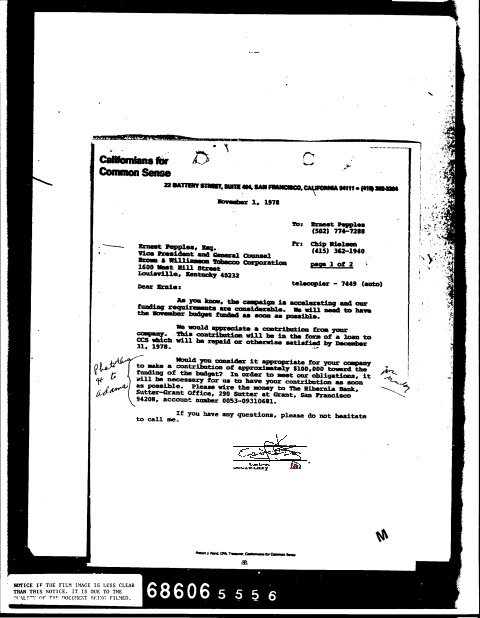 Californians for
Common Sense
D C
22 BATTERY STREET, SUITE 404, SAN FRANCISCO, CALIFORNIA 94111 • (415)
November 1, 1978
To: Ernest Pepples
(502) 774-7288
Fr: Chip Nielsen
(415) 362-1940
page 1 of 2
telecopier - 7449 (auto)
Ernest Pepples, Esq.
Vice President and General Counsel
Brown & Williamson Tobacco Corporation
1600 West Hill Street
Louisville, Kentucky 40232
Dear Ernie:
As you know, the campaign is accelerating and our
funding requirements are considerable. We will need to have
the November budget funded as soon as possible.
We would appreciate a contribution from your
company. This contribution will be in the form of a loan to
CCS which will be repaid or otherwise satisfied by December
31, 1978.
Would you consider it appropriate for your company
to make a contribution of approximately $100,000 toward the
funding of the budget? In order to meet our obligations, it
will be necessary for us to have your contribution as soon
as possible. Please wire the money to The Hibernia Bank,
Sutter-Grant Office, 290 Sutter at Grant, San Francisco
94208, account number 0053-09310681.
If you have any questions, please do not hesitate
to call me.
to
Adams
Secretary
M
Treasurer, Californians for Common Sense
NOTICE IF THE FILM IMAGE IS LESS CLEAR
THAN THIS NOTICE, IT IS DUE TO THE
QUALITY OF THE DOCUMENT BEING FILMED.
68606 5556